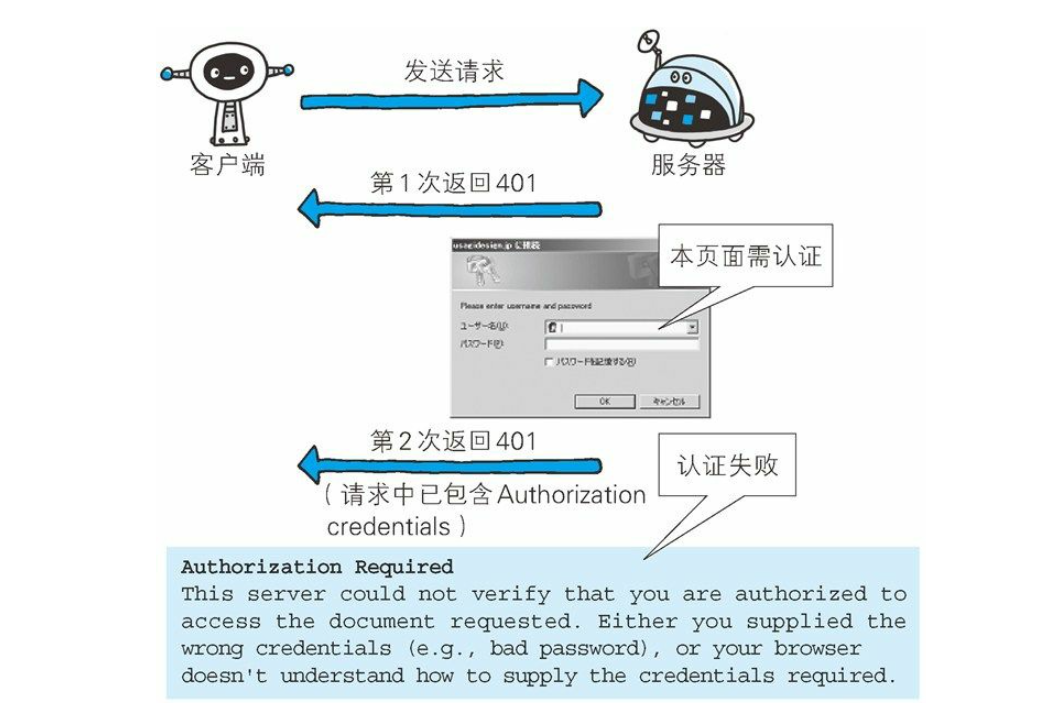 发送请求
客户端
服务器
第1次返回401
usagidesign.jp に接続
本页面需认证
Please enter username and password
ユーザー名(U):
パスワード(P):
パスワードを記憶する(R)
OK
キャンセル
第2次返回401
认证失败
（请求中已包含Authorization
credentials）
Authorization Required
This server could not verify that you are authorized to
access the document requested. Either you supplied the
wrong credentials (e.g., bad password), or your browser
doesn't understand how to supply the credentials required.